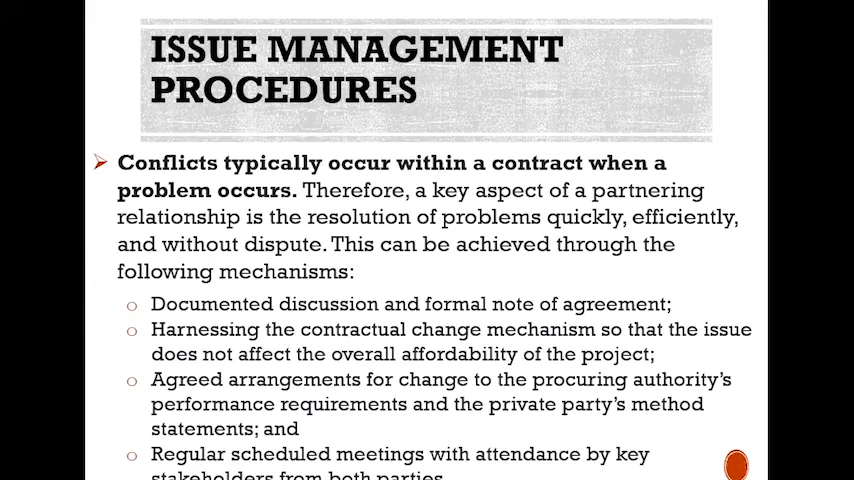 ISSUE MANAGEMENT
PROCEDURES
Conflicts typically occur within a contract when a
problem occurs. Therefore, a key aspect of a partnering
relationship is the resolution of problems quickly, efficiently,
and without dispute. This can be achieved through the
following mechanisms:
Documented discussion and formal note of agreement;
Harnessing the contractual change mechanism so that the issue
does not affect the overall affordability of the project;
Agreed arrangements for change to the procuring authority's
performance requirements and the private party's method
statements; and
Regular scheduled meetings with attendance by key
stakeholders from both parties